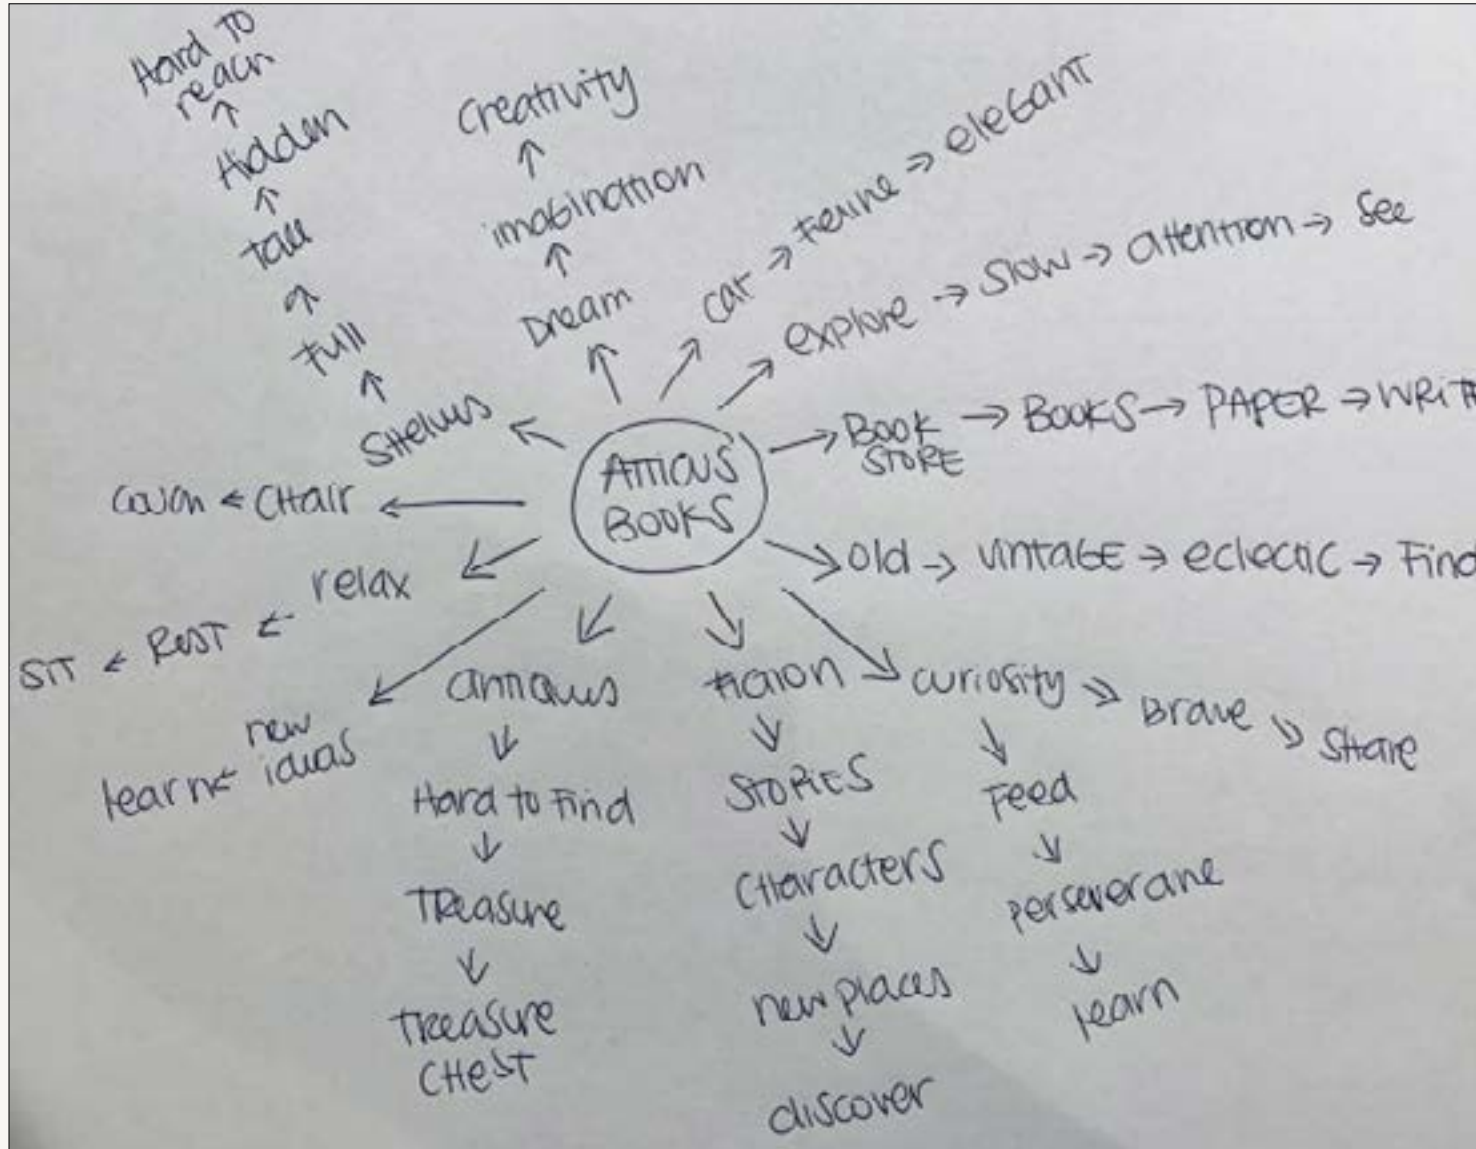 ATTICUS
BOOKS
Dream
imagination
Creativity
Cat → Feline → elegant
explore → Slow → attention → See
BOOK → BOOKS → PAPER → WRITE
STORE
old → vintage → eclectic → Find
curiosity → Brave → Share
Feed
perseverance
learn
fiction
STORIES
Characters
new places
discover
antiques
Hard to Find
Treasure
Treasure
Chest
new
ideas
learn
relax
Rest
SIT
Chair
Couch
Shelves
Full
tall
Hidden
Hard to
reach